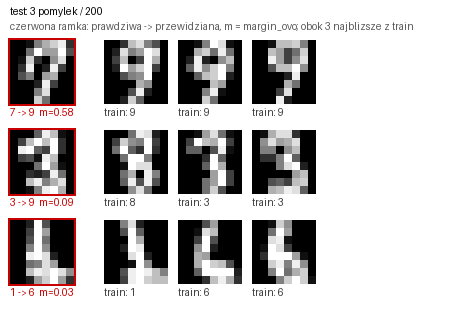 test 3 pomylek / 200
czerwona ramka: prawdziwa -> przewidziana, m = margin_ovo; obok 3 najblizsze z train
7 -> 9 m=0.58
train: 9
train: 9
train: 9
3 -> 9 m=0.09
train: 8
train: 3
train: 3
1 -> 6 m=0.03
train: 1
train: 6
train: 6